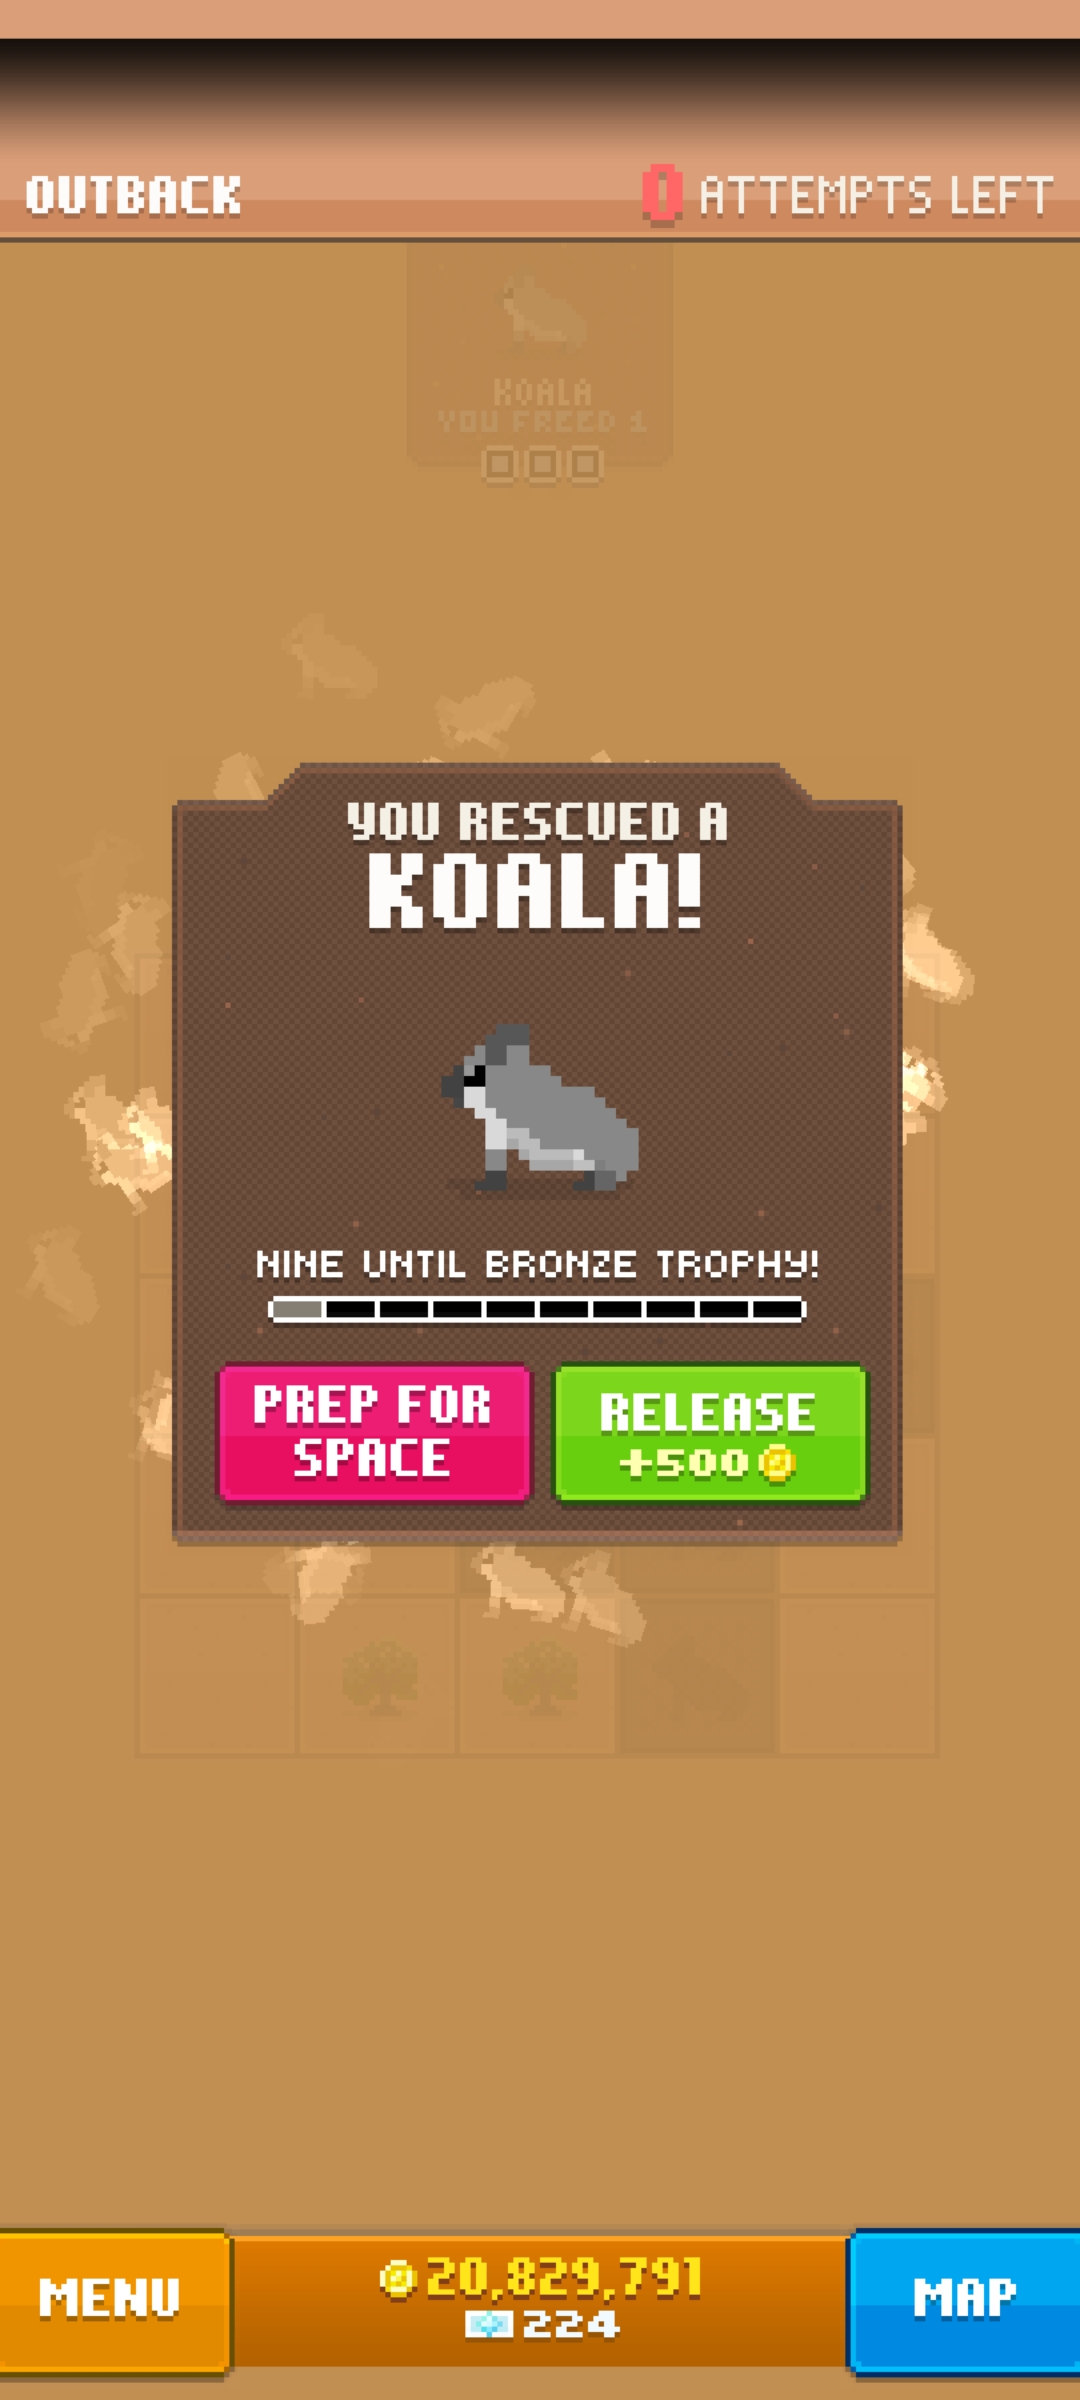 OUTBACK
0 ATTEMPTS LEFT
KOALA
YOU FREED 1
YOU RESCUED A
KOALA!
NINE UNTIL BRONZE TROPHY!
PREP FOR
SPACE
RELEASE
+500
MENU
20,829,791
224
MAP